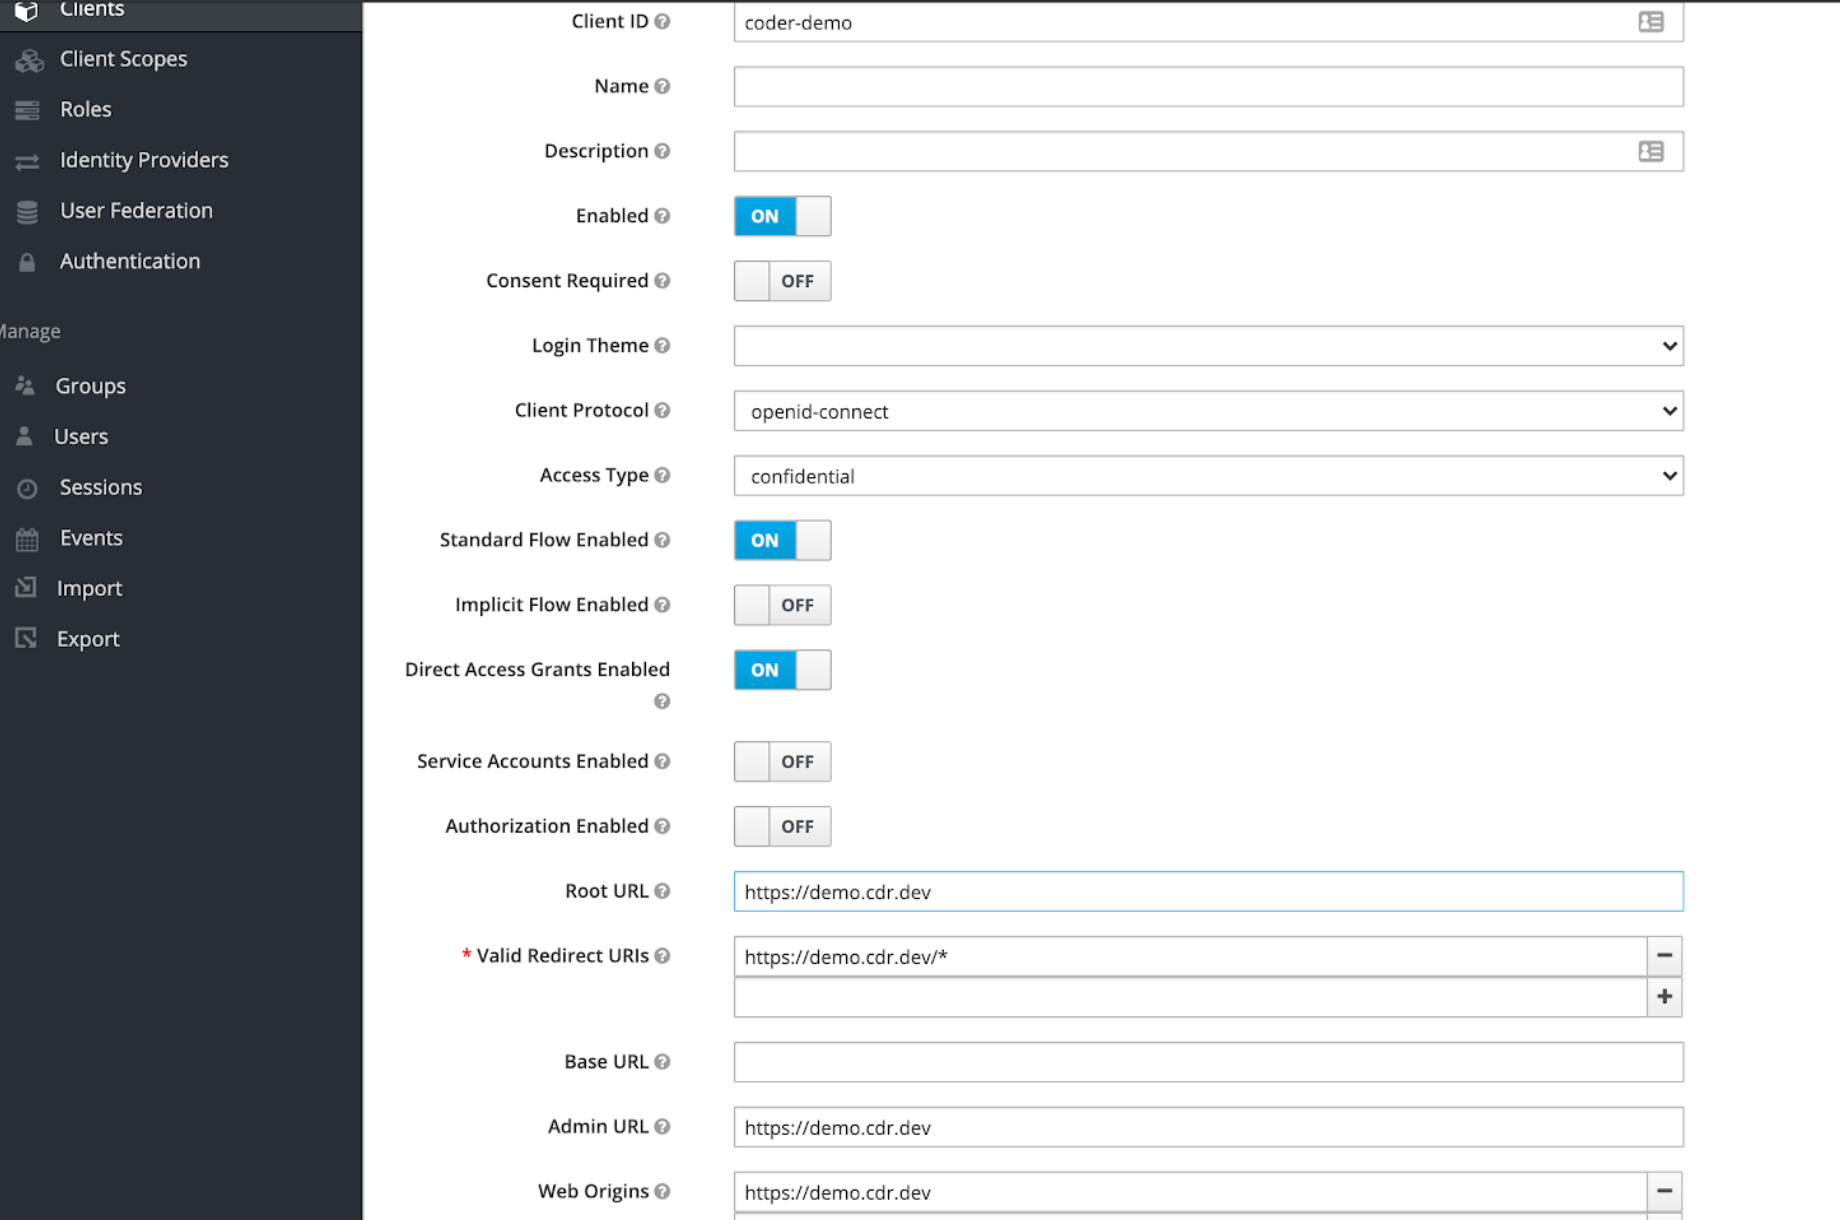 Clients
Client Scopes
Roles
Identity Providers
User Federation
Authentication
Manage
Groups
Users
Sessions
Events
Import
Export
Client ID coder-demo
Name
Description
Enabled ON
Consent Required OFF
Login Theme
Client Protocol openid-connect
Access Type confidential
Standard Flow Enabled ON
Implicit Flow Enabled OFF
Direct Access Grants Enabled ON
Service Accounts Enabled OFF
Authorization Enabled OFF
Root URL https://demo.cdr.dev
* Valid Redirect URIs https://demo.cdr.dev/*
Base URL
Admin URL https://demo.cdr.dev
Web Origins https://demo.cdr.dev